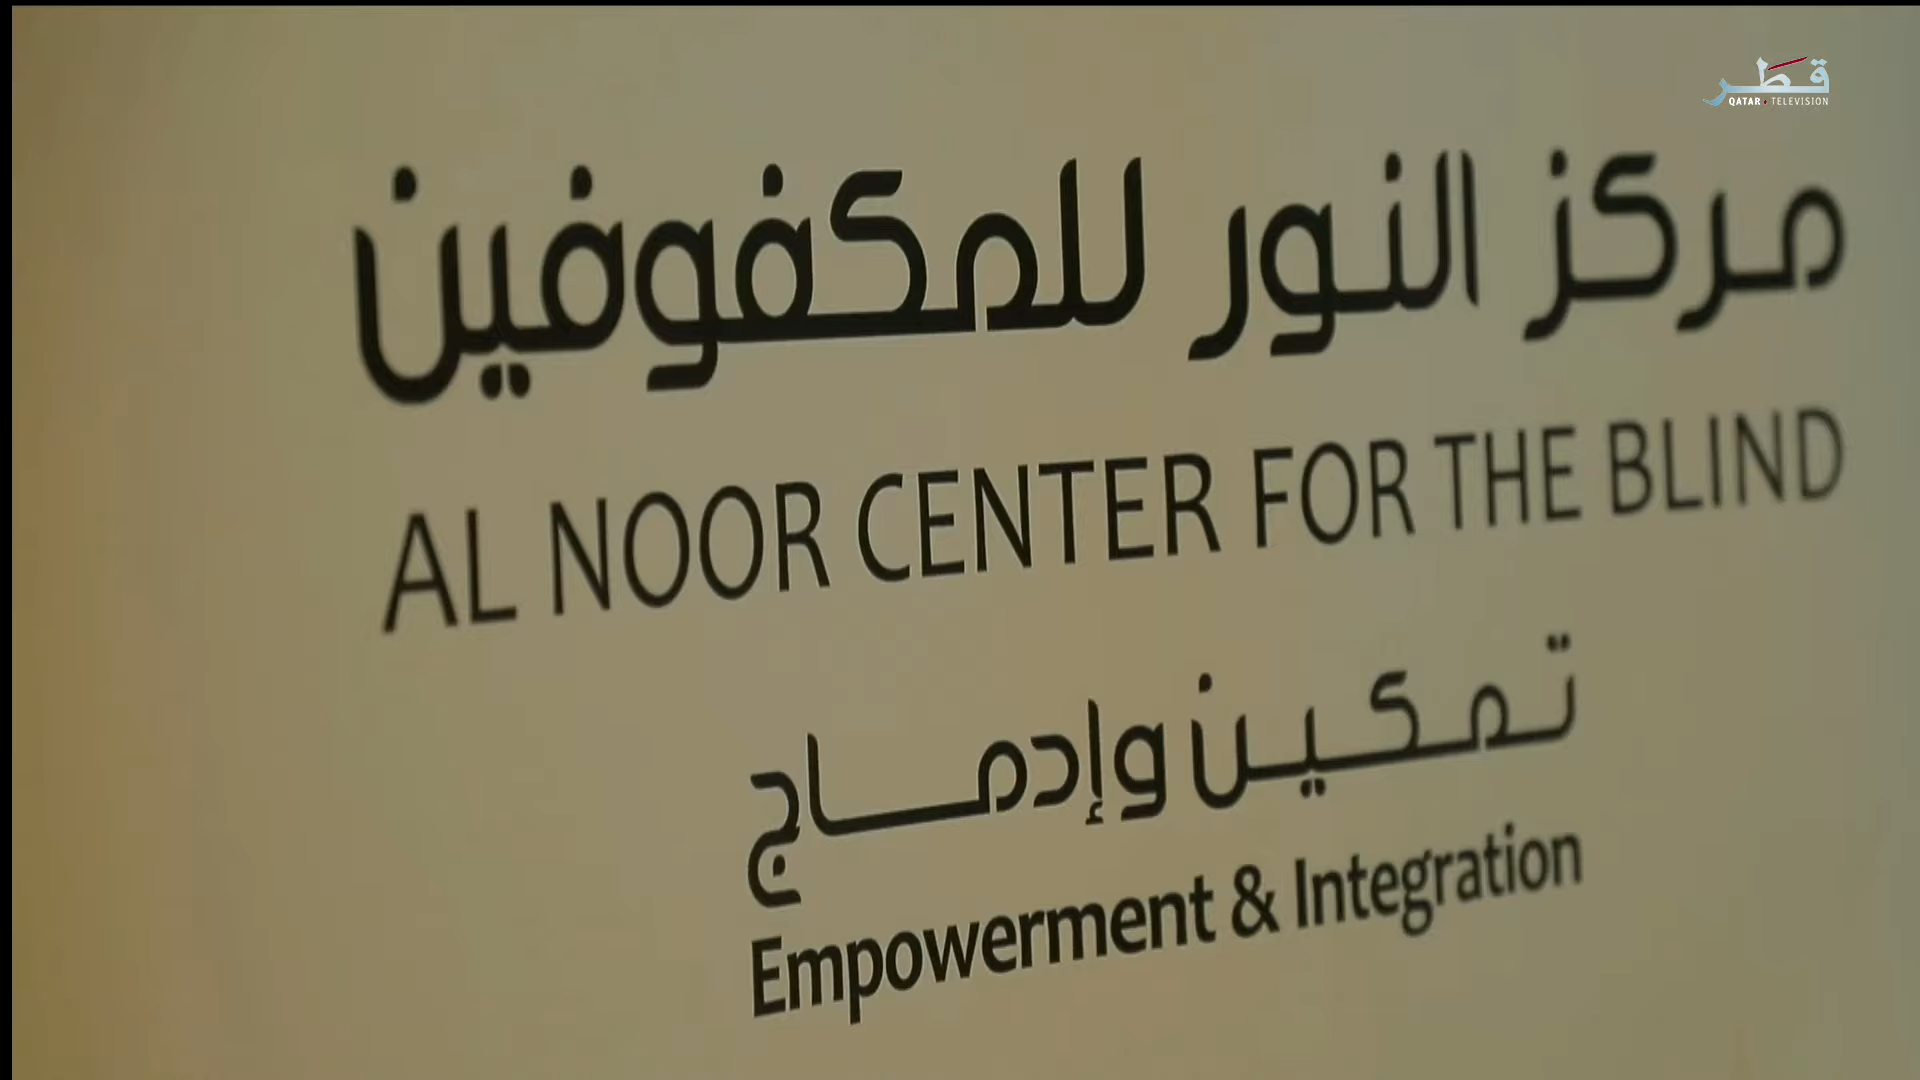 قطر
QATAR TELEVISION
مركز النور للمكفوفين
AL NOOR CENTER FOR THE BLIND
تمكين وإدماج
Empowerment & Integration